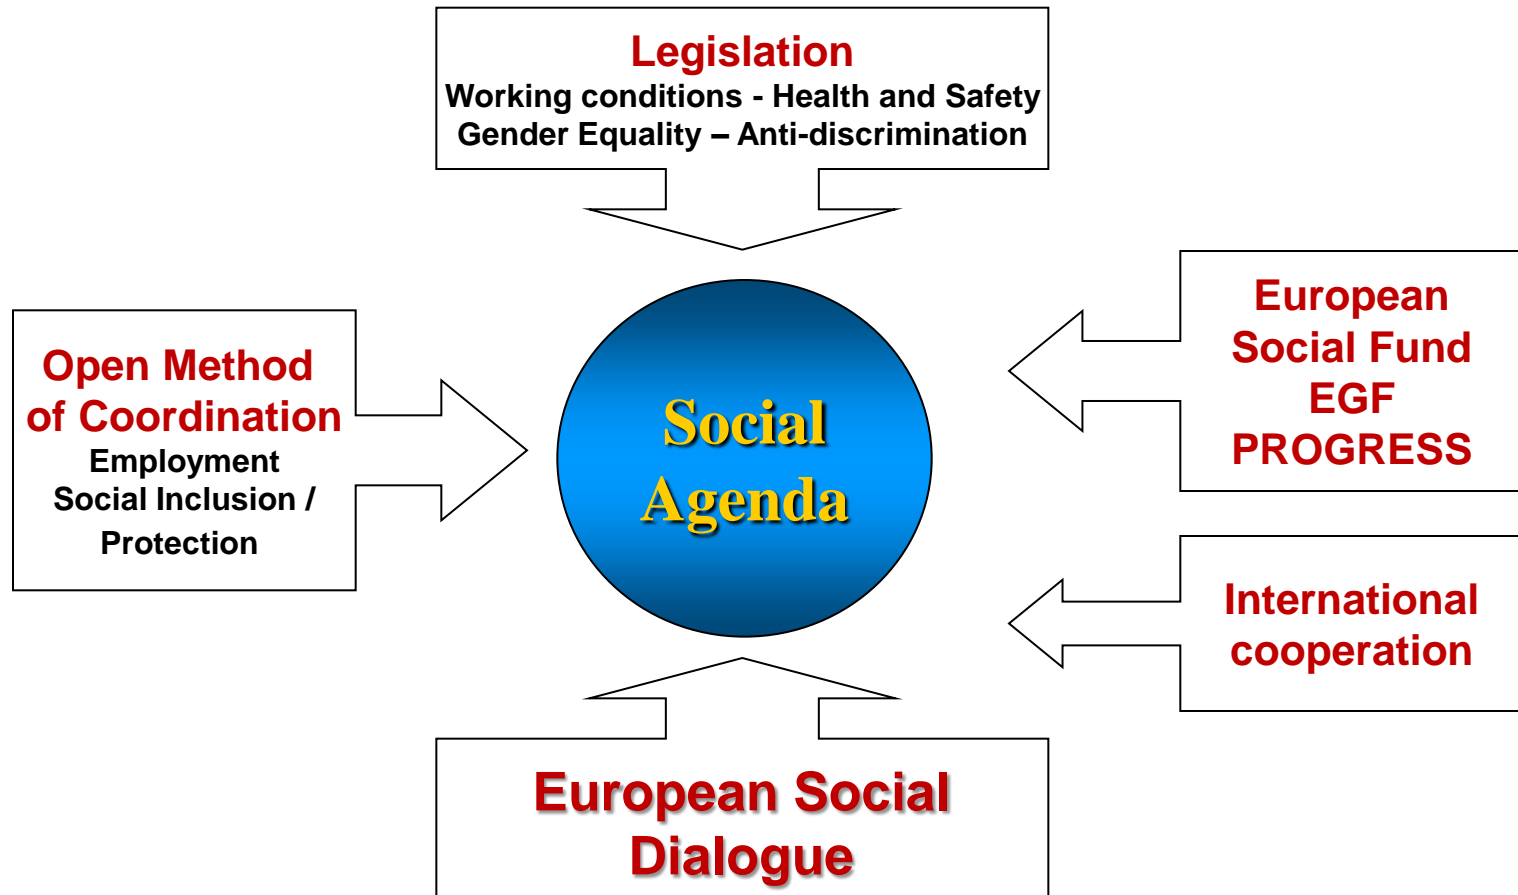 Legislation
Working conditions - Health and Safety
Gender Equality – Anti-discrimination
Open Method
of Coordination
Employment
Social Inclusion /
Protection
Social
Agenda
European
Social Fund
EGF
PROGRESS
International
cooperation
European Social
Dialogue